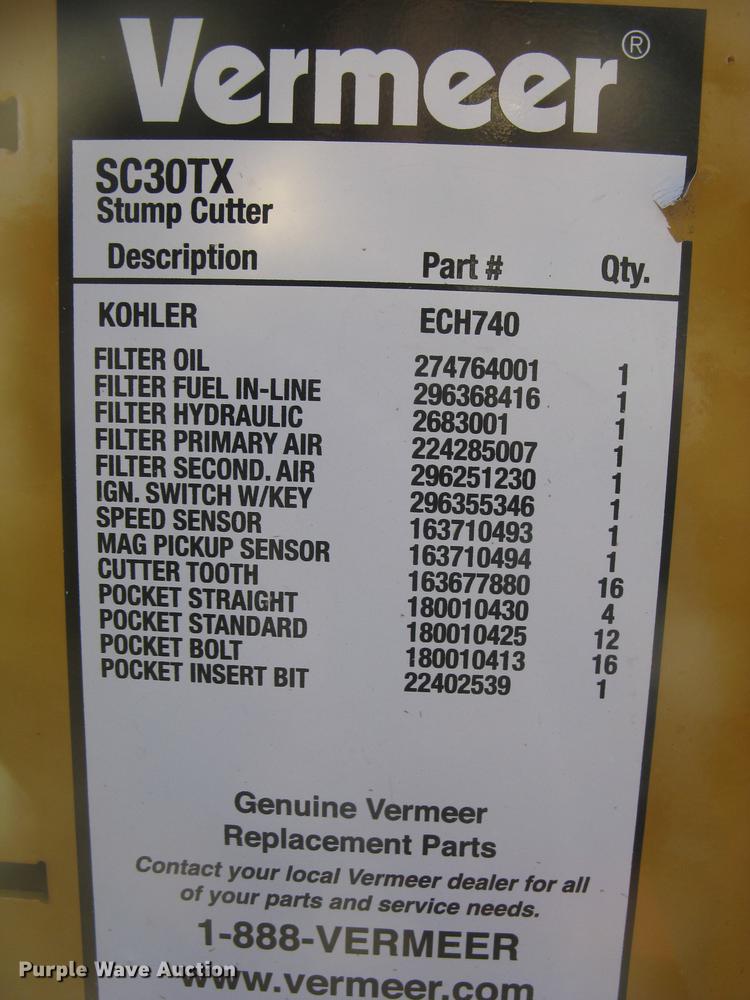 Vermeer®
SC30TX
Stump Cutter
Description Part # Qty.
KOHLER ECH740
FILTER OIL 274764001 1
FILTER FUEL IN-LINE 296368416 1
FILTER HYDRAULIC 2683001 1
FILTER PRIMARY AIR 224285007 1
FILTER SECOND. AIR 296251230 1
IGN. SWITCH W/KEY 296355346 1
SPEED SENSOR 163710493 1
MAG PICKUP SENSOR 163710494 1
CUTTER TOOTH 163677880 16
POCKET STRAIGHT 180010430 4
POCKET STANDARD 180010425 12
POCKET BOLT 180010413 16
POCKET INSERT BIT 22402539 1
Genuine Vermeer
Replacement Parts
Contact your local Vermeer dealer for all
of your parts and service needs.
1-888-VERMEER
www.vermeer.com
Purple Wave Auction